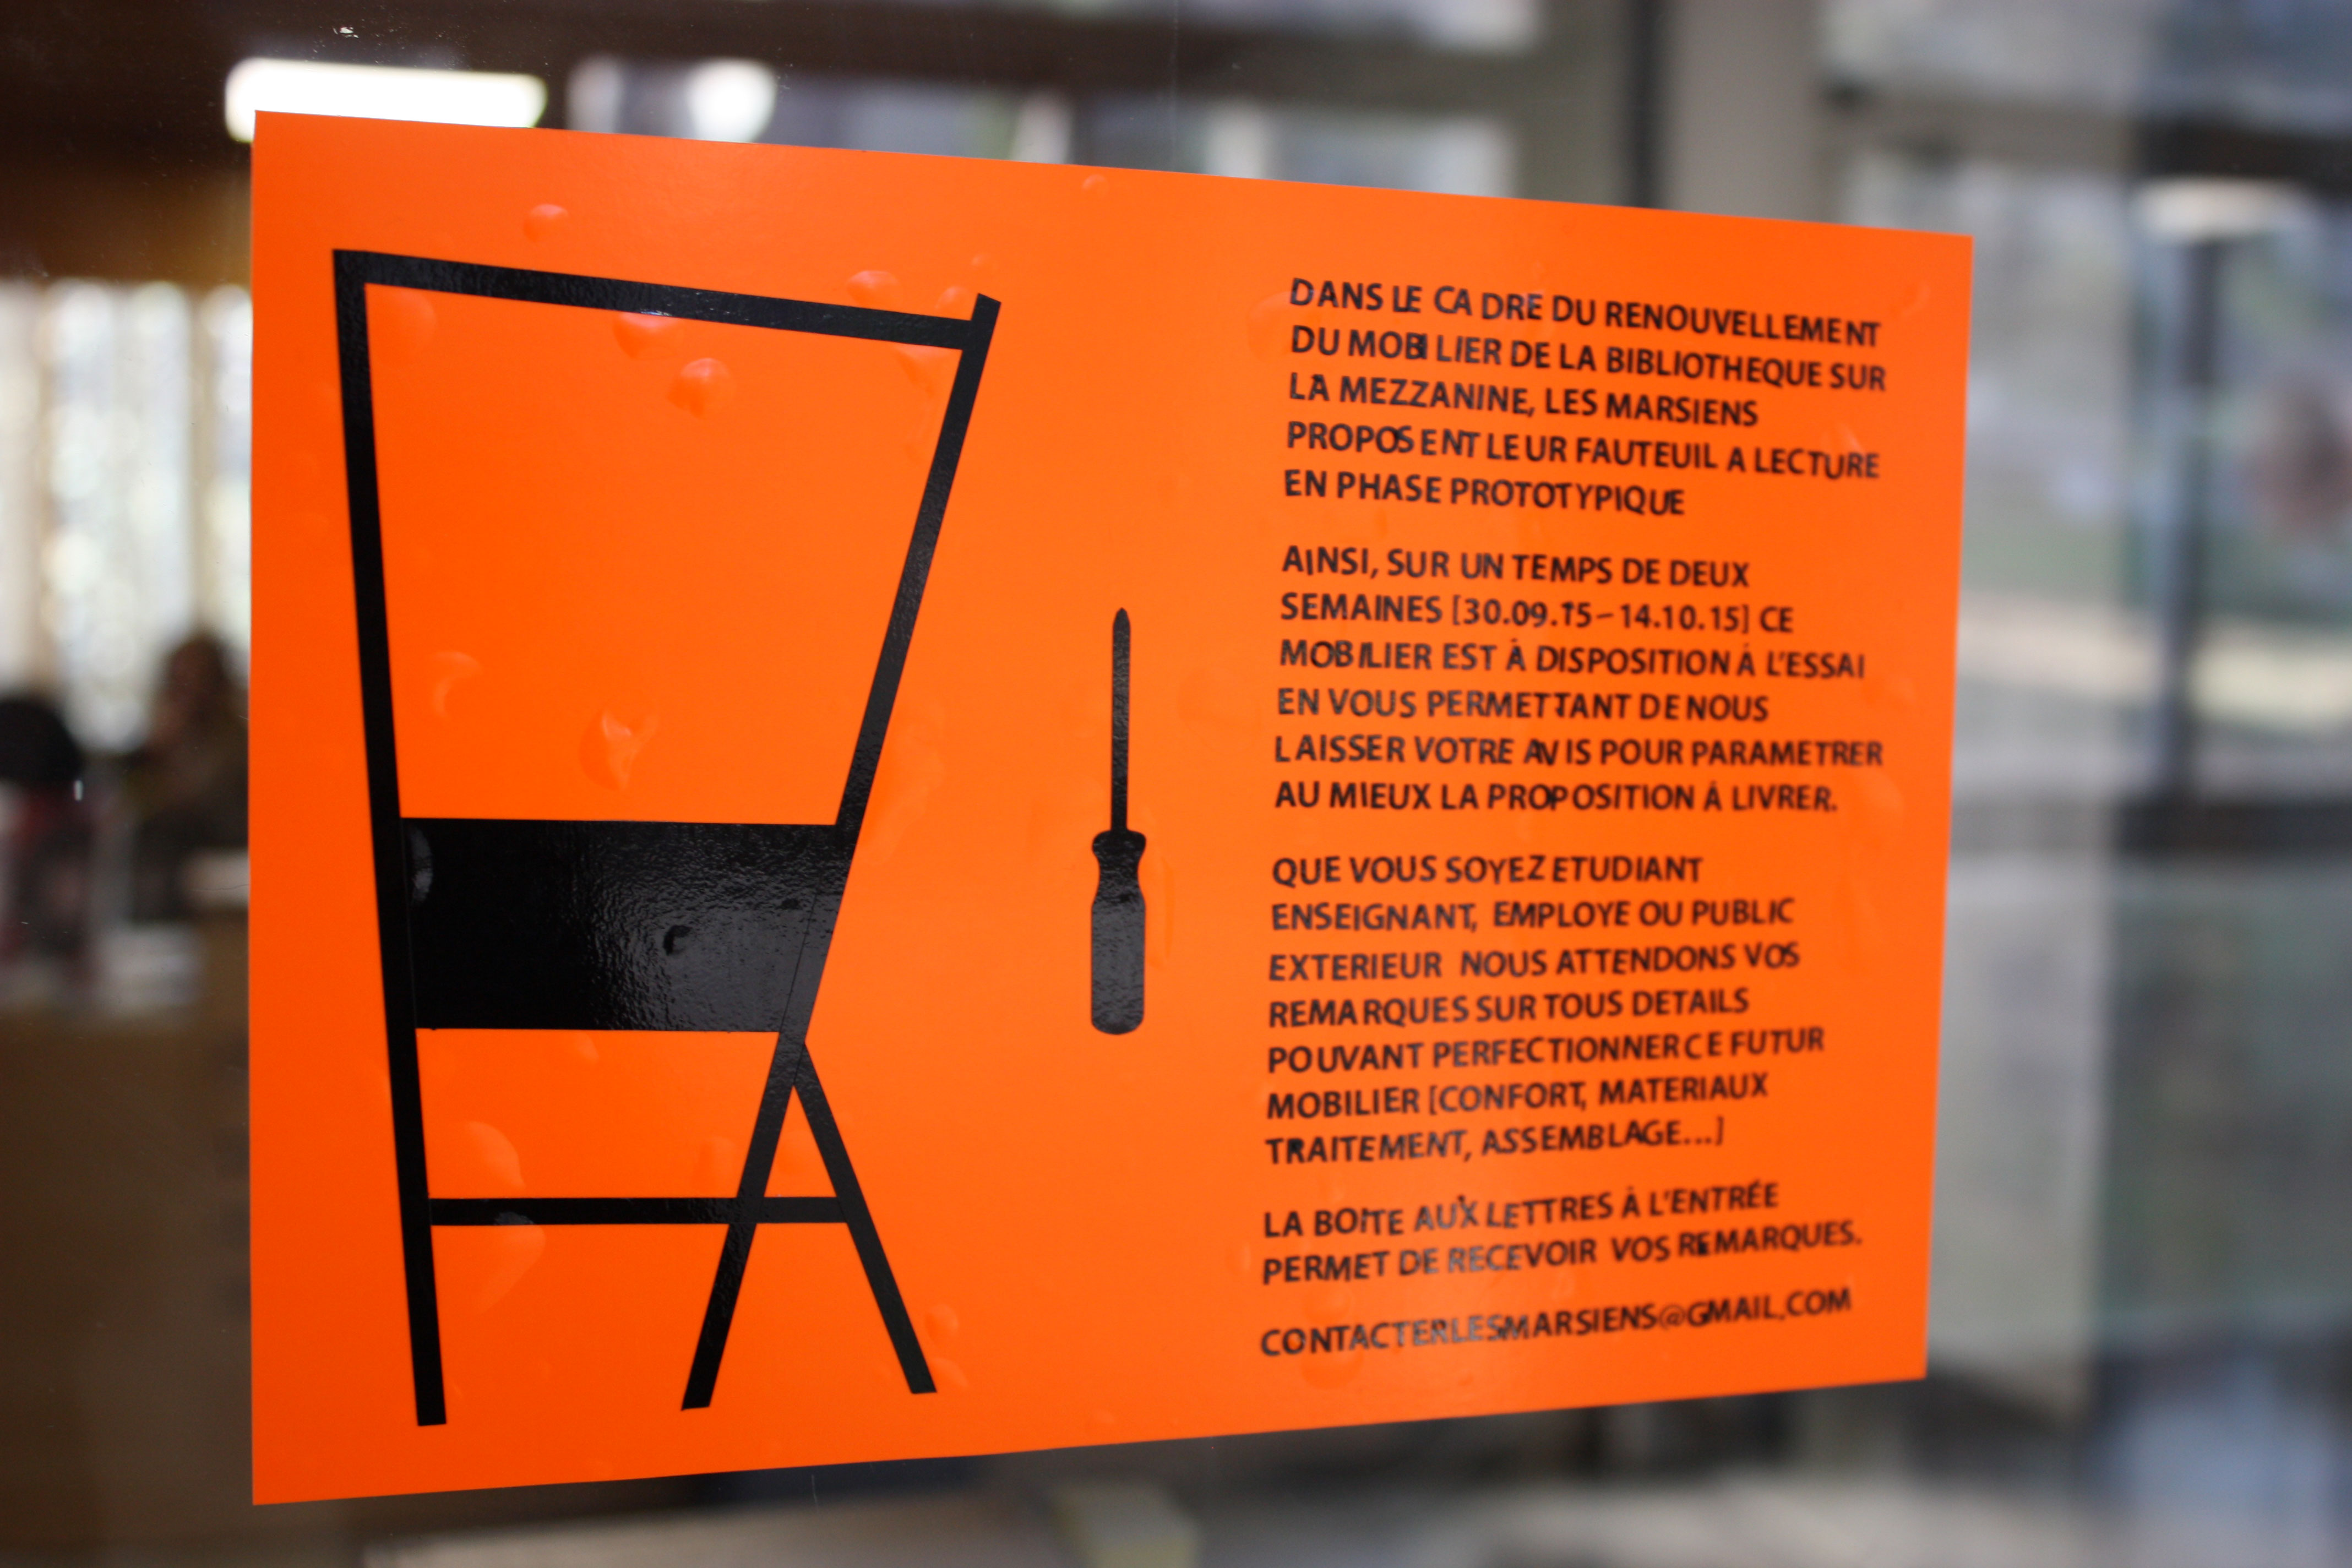 DANS LE CADRE DU RENOUVELLEMENT
DU MOBILIER DE LA BIBLIOTHEQUE SUR
LA MEZZANINE, LES MARSIENS
PROPOSENT LEUR FAUTEUIL A LECTURE
EN PHASE PROTOTYPIQUE
AINSI, SUR UN TEMPS DE DEUX
SEMAINES [30.09.15-14.10.15] CE
MOBILIER EST À DISPOSITION À L'ESSAI
EN VOUS PERMETTANT DE NOUS
LAISSER VOTRE AVIS POUR PARAMETRER
AU MIEUX LA PROPOSITION À LIVRER.
QUE VOUS SOYEZ ETUDIANT
ENSEIGNANT, EMPLOYE OU PUBLIC
EXTERIEUR NOUS ATTENDONS VOS
REMARQUES SUR TOUS DETAILS
POUVANT PERFECTIONNER CE FUTUR
MOBILIER [CONFORT, MATERIAUX
TRAITEMENT, ASSEMBLAGE...]
LA BOITE AUX LETTRES À L'ENTRÉE
PERMET DE RECEVOIR VOS REMARQUES.
CONTACTERLESMARSIENS@GMAIL.COM